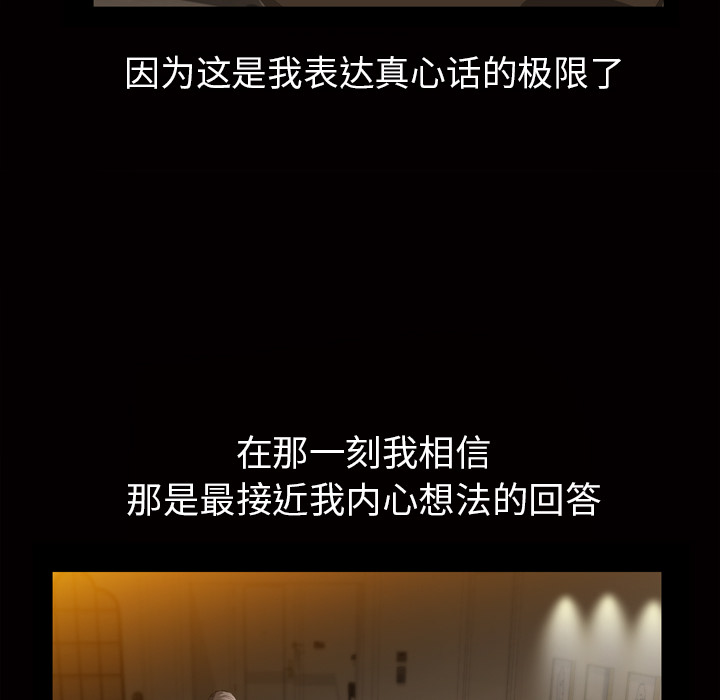 因为这是我表达真心话的极限了
在那一刻我相信
那是最接近我内心想法的回答